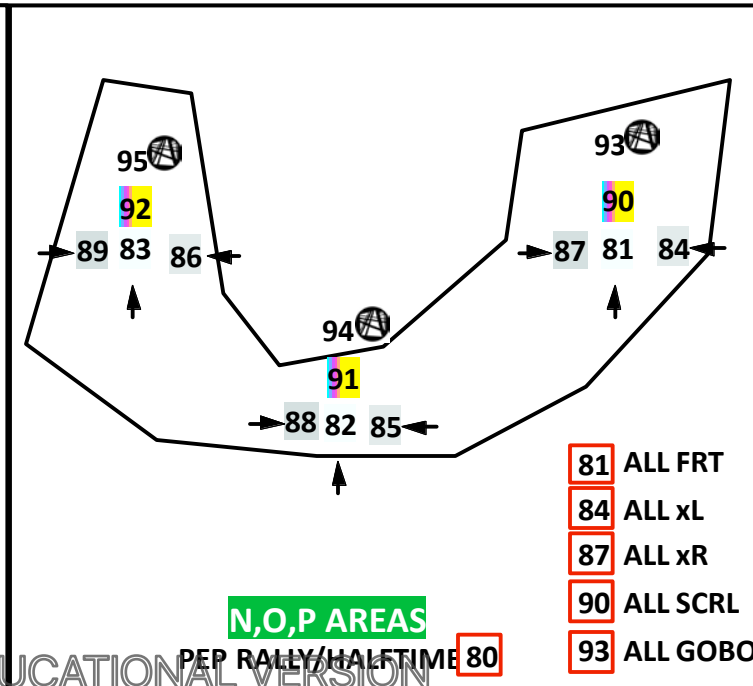 95 93
92 90
89 83 86 87 81 84
94
91
88 82 85
81 ALL FRT
84 ALL xL
87 ALL xR
90 ALL SCRL
N,O,P AREAS
PEP RALLY/HALFTIME 80
93 ALL GOBO
UCATIONAL VERSION